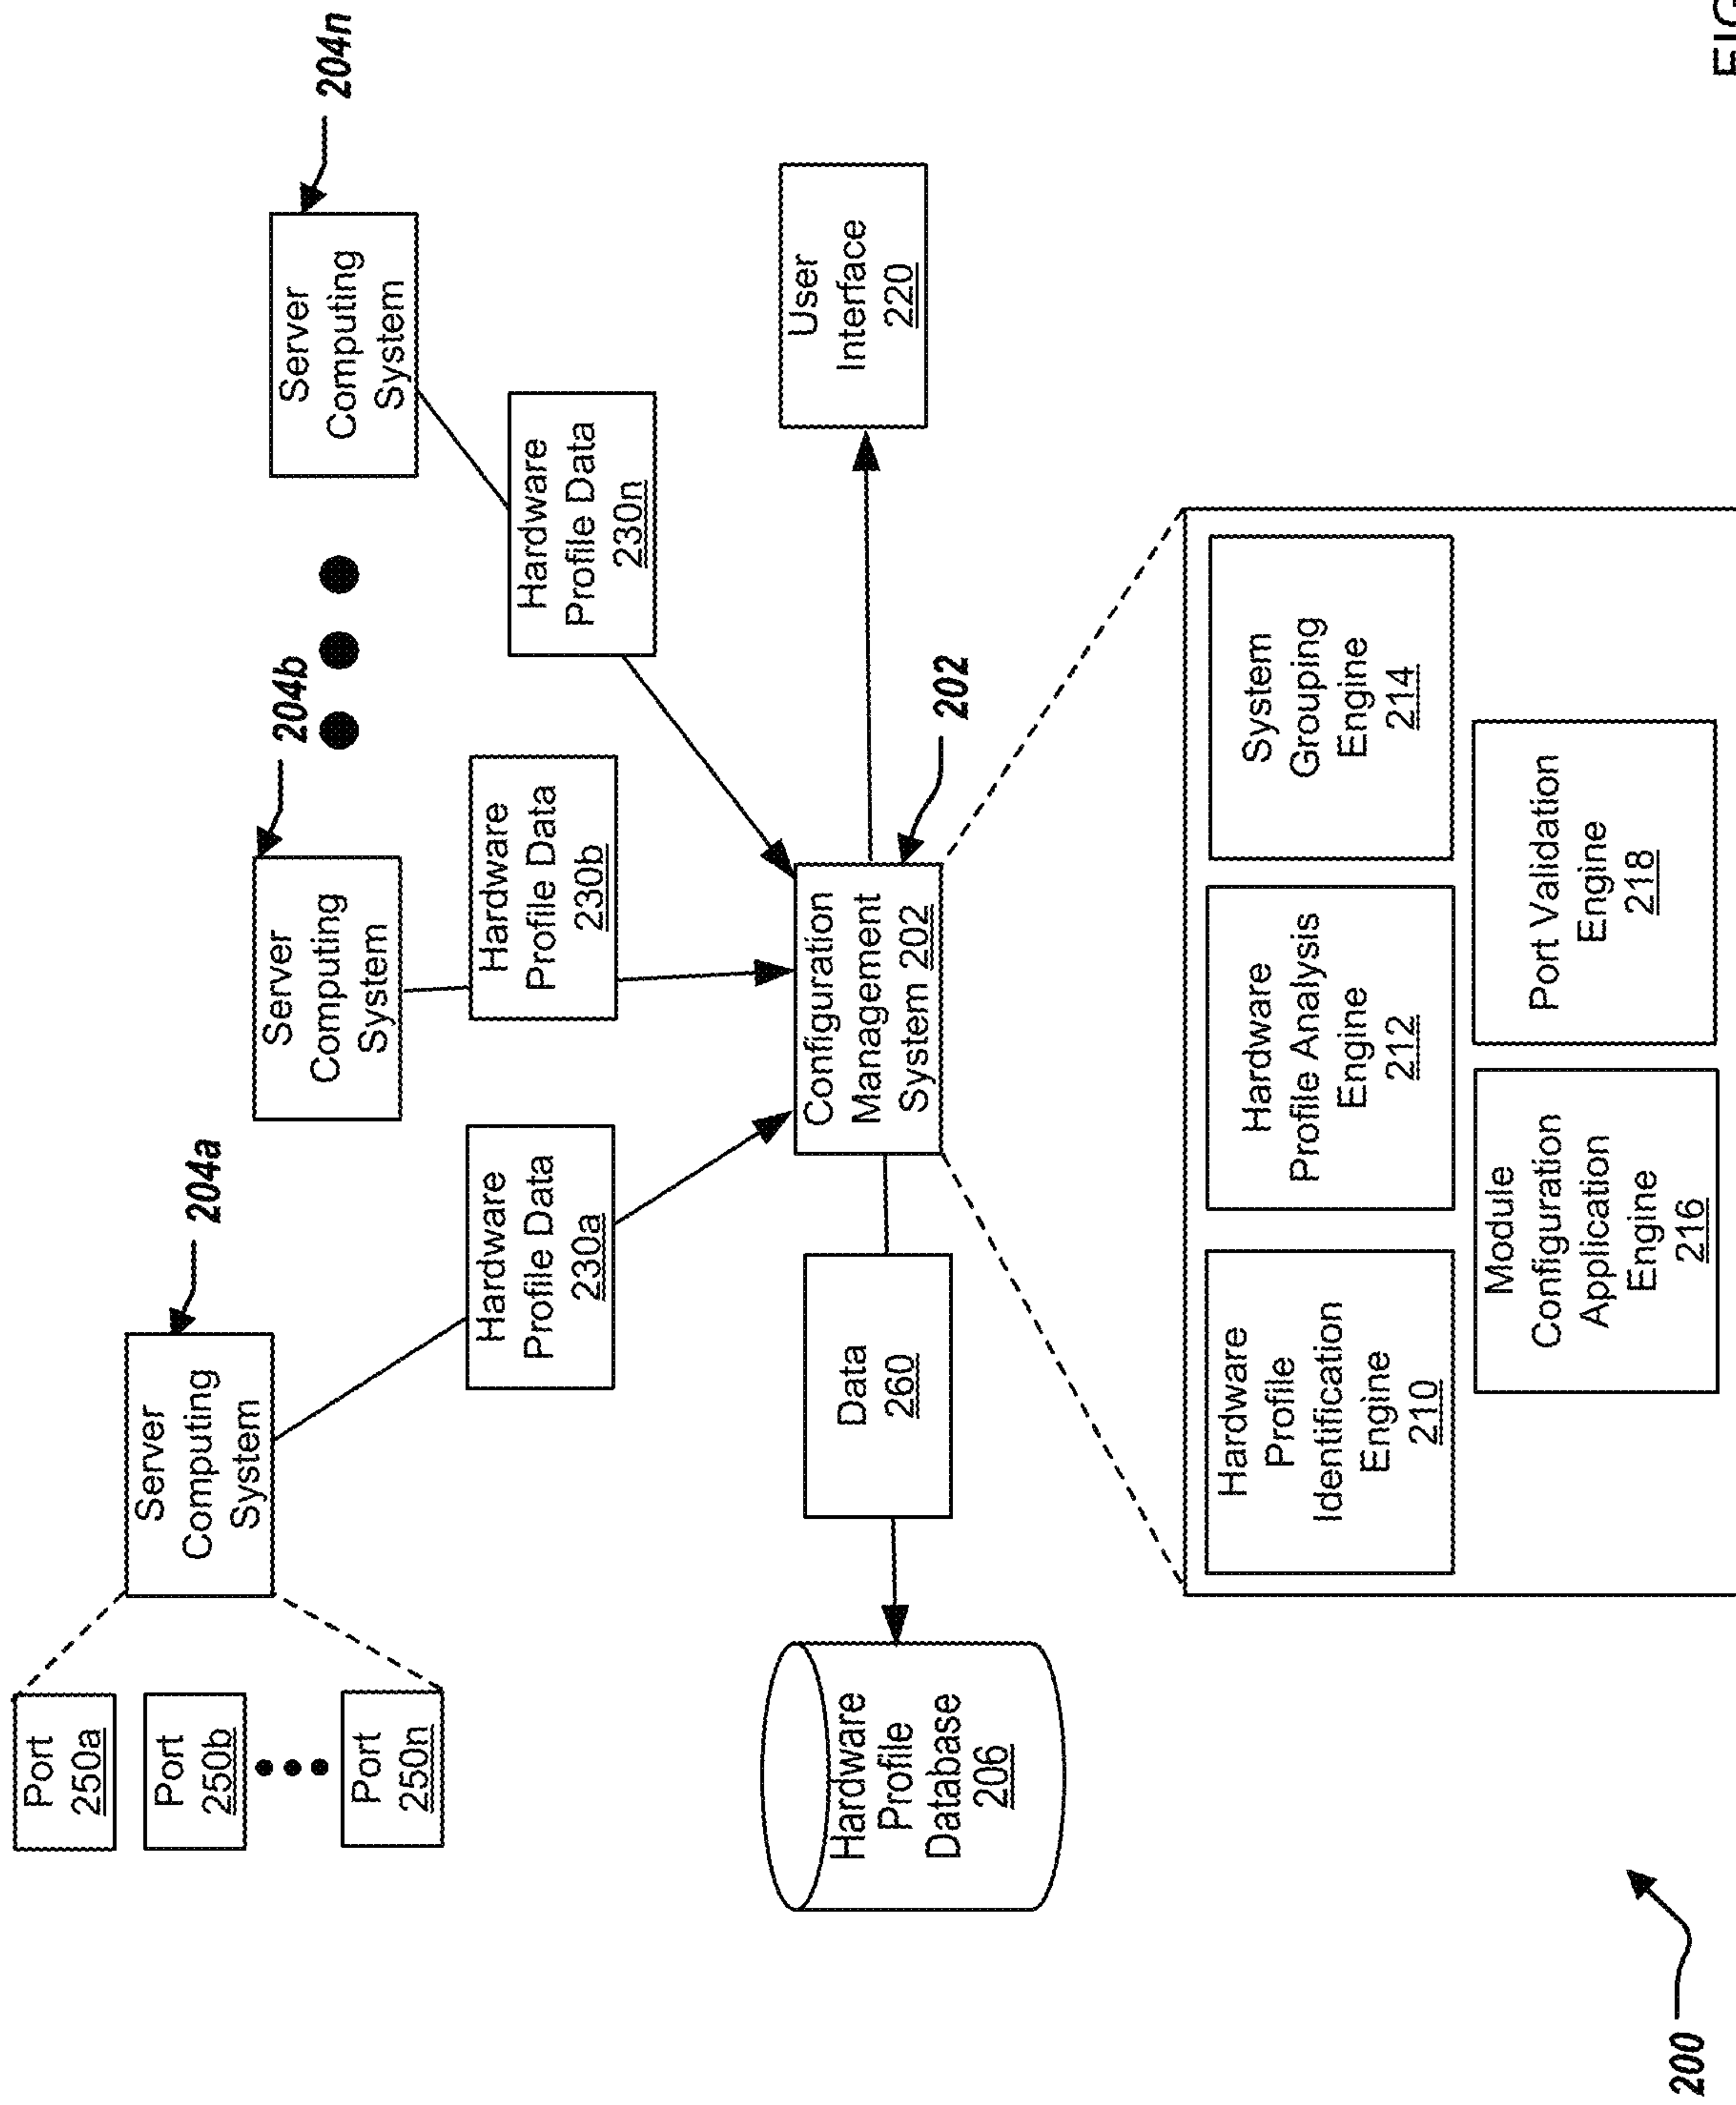 Port
250a
Port
250b
Port
250n
204a
Server
Computing
System
204b
Server
Computing
System
204n
Server
Computing
System
Hardware
Profile Data
230a
Hardware
Profile Data
230b
Hardware
Profile Data
230n
Hardware
Profile
Database
206
Data
260
Configuration
Management
System 202
202
User
Interface
220
Hardware
Profile
Identification
Engine
210
Hardware
Profile Analysis
Engine
212
System
Grouping
Engine
214
Module
Configuration
Application
Engine
216
Port Validation
Engine
218
200
FIG